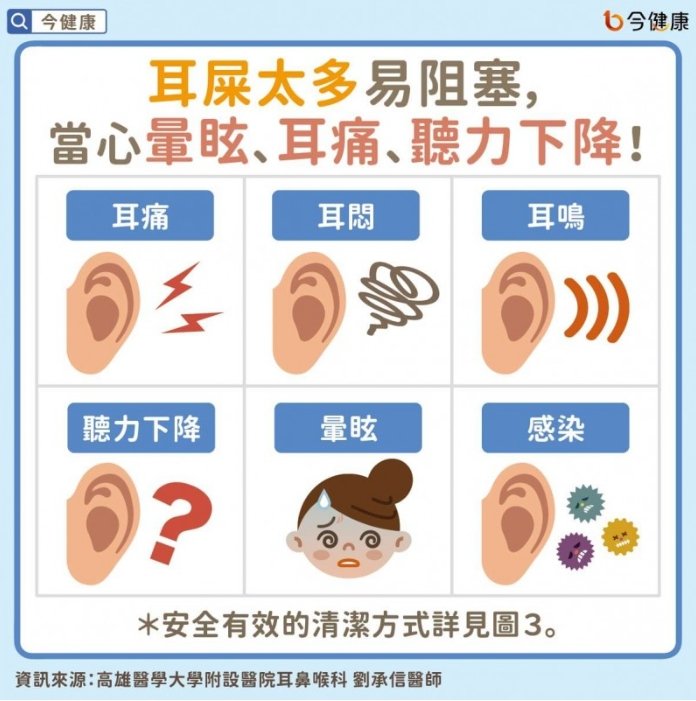 今健康
今健康
耳屎太多易阻塞,
當心暈眩、耳痛、聽力下降!
耳痛
耳悶
耳鳴
聽力下降
暈眩
感染
＊安全有效的清潔方式詳見圖3。
資訊來源:高雄醫學大學附設醫院耳鼻喉科 劉承信醫師